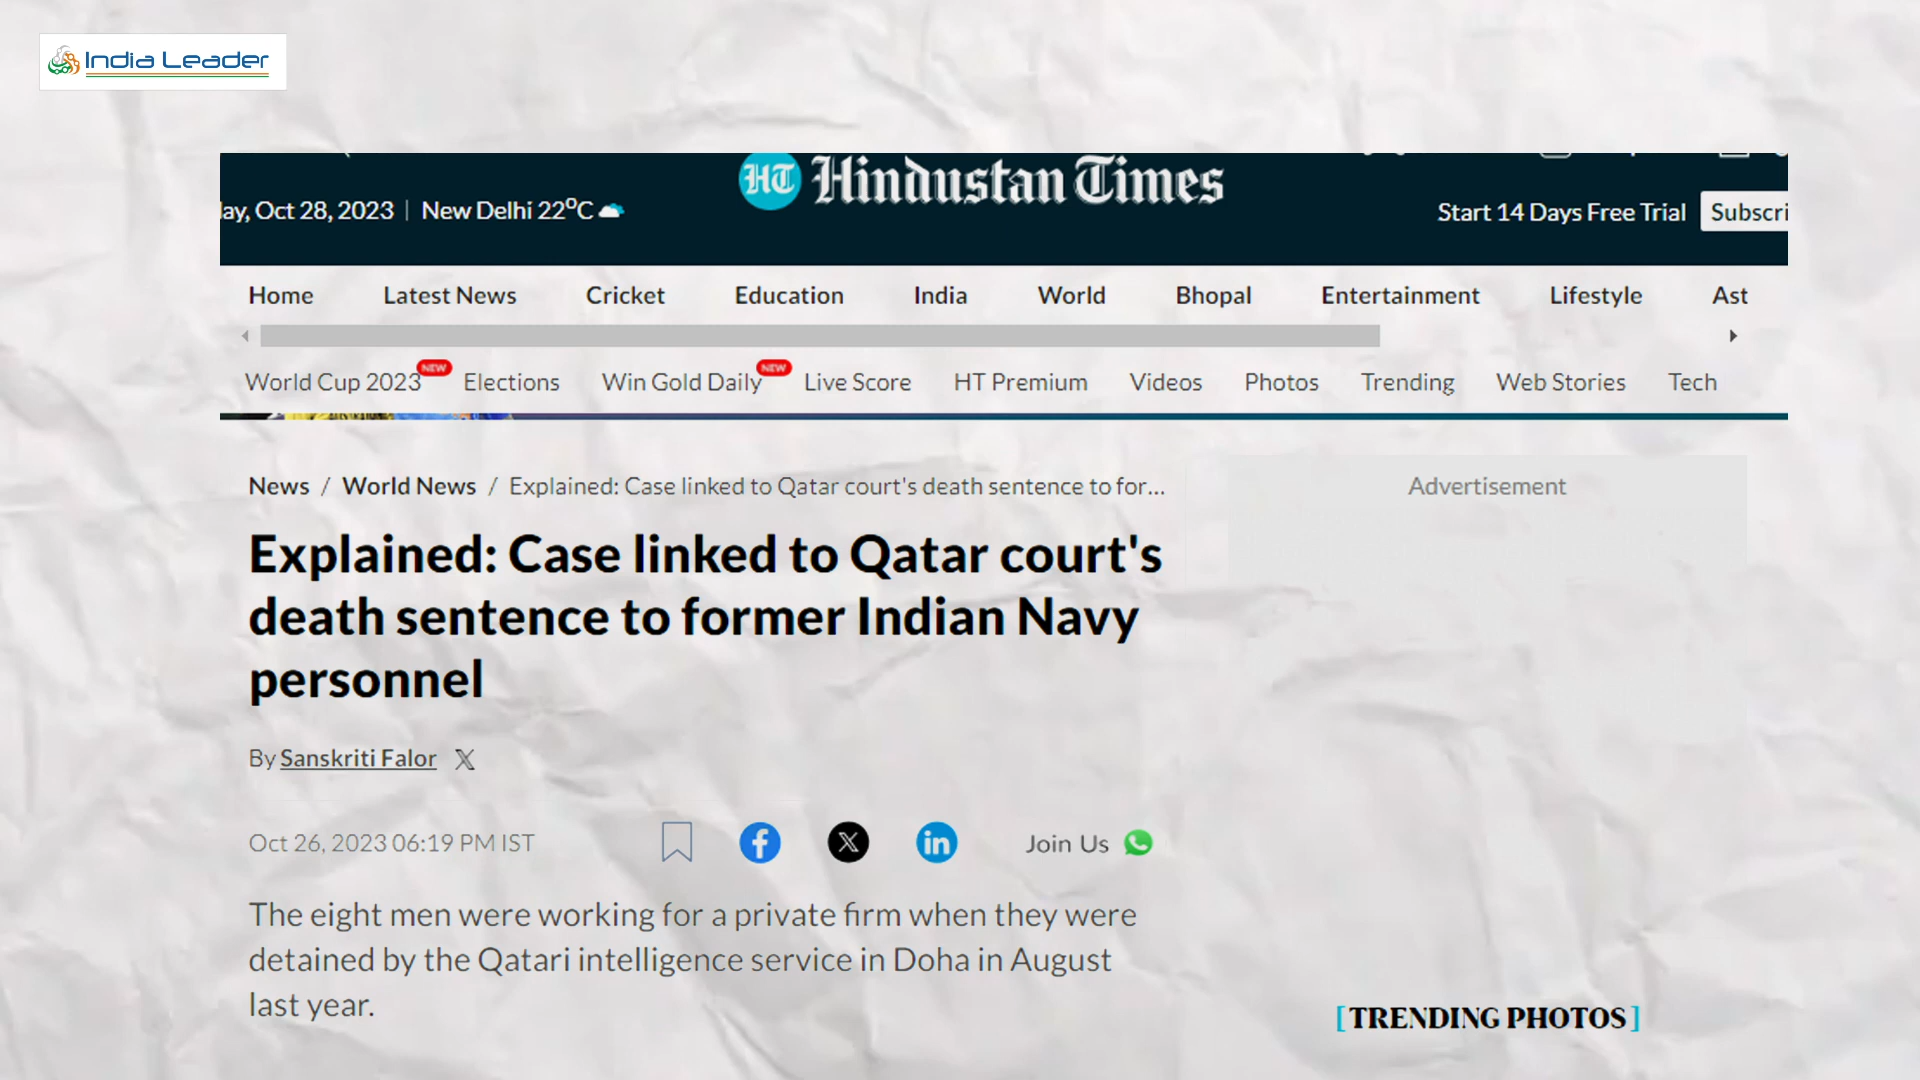 India Leader
HT Hindustan Times
ay, Oct 28, 2023 | New Delhi 22⁰C
Start 14 Days Free Trial Subscri
Home Latest News Cricket Education India World Bhopal Entertainment Lifestyle Ast
World Cup 2023 NEW Elections Win Gold Daily NEW Live Score HT Premium Videos Photos Trending Web Stories Tech
News / World News / Explained: Case linked to Qatar court's death sentence to for...
Advertisement
Explained: Case linked to Qatar court's
death sentence to former Indian Navy
personnel
By Sanskriti Falor
Oct 26, 2023 06:19 PM IST
Join Us
The eight men were working for a private firm when they were
detained by the Qatari intelligence service in Doha in August
last year.
[TRENDING PHOTOS]